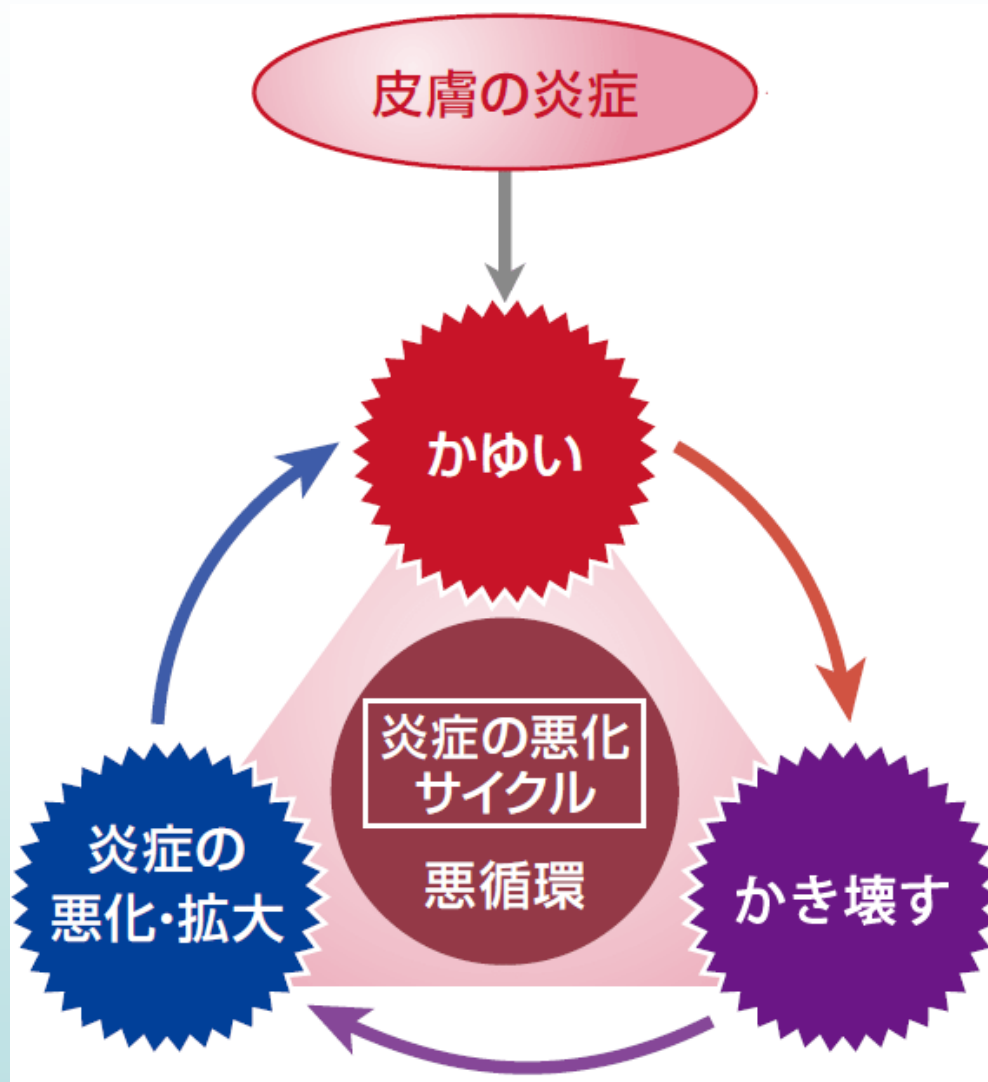 皮膚の炎症
かゆい
炎症の悪化
サイクル
悪循環
炎症の
悪化・拡大
かき壊す